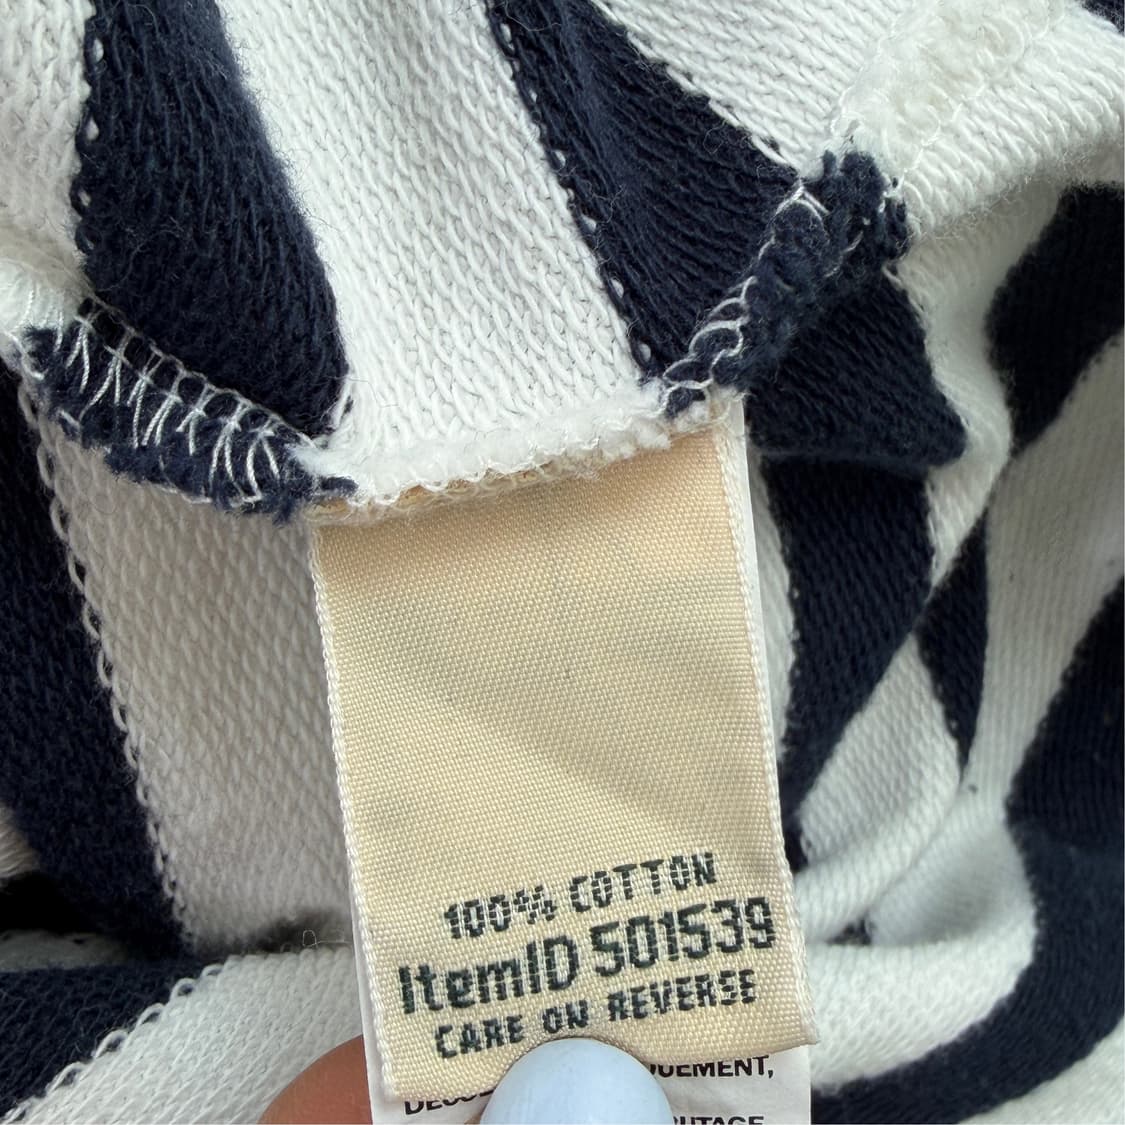 100% COTTON
ItemID 501539
CARE ON REVERSE